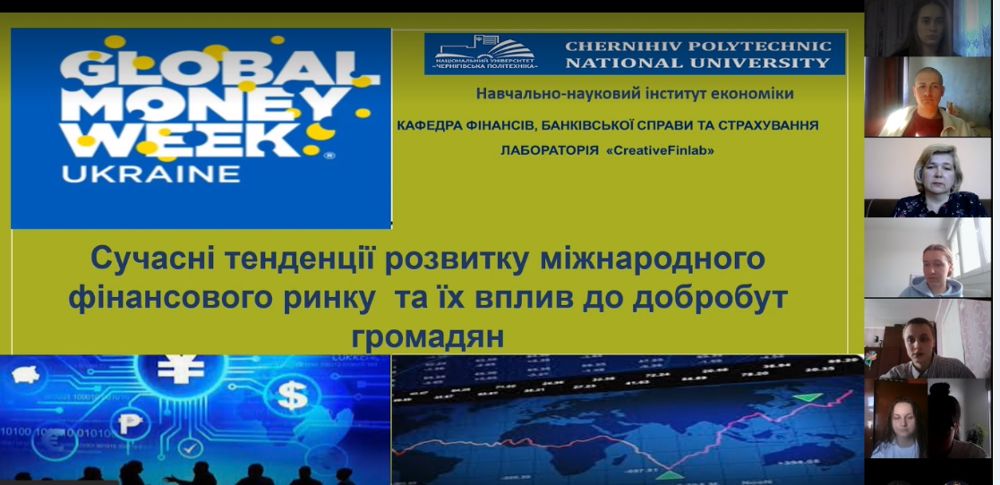 GLOBAL
MONEY
WEEK®
UKRAINE
НАЦІОНАЛЬНИЙ УНІВЕРСИТЕТ
«ЧЕРНІГІВСЬКА ПОЛІТЕХНІКА»
CHERNIHIV POLYTECHNIC
NATIONAL UNIVERSITY
Навчально-науковий інститут економіки
КАФЕДРА ФІНАНСІВ, БАНКІВСЬКОЇ СПРАВИ ТА СТРАХУВАННЯ
ЛАБОРАТОРІЯ «CreativeFinlab»
Сучасні тенденції розвитку міжнародного
фінансового ринку та їх вплив до добробут
громадян